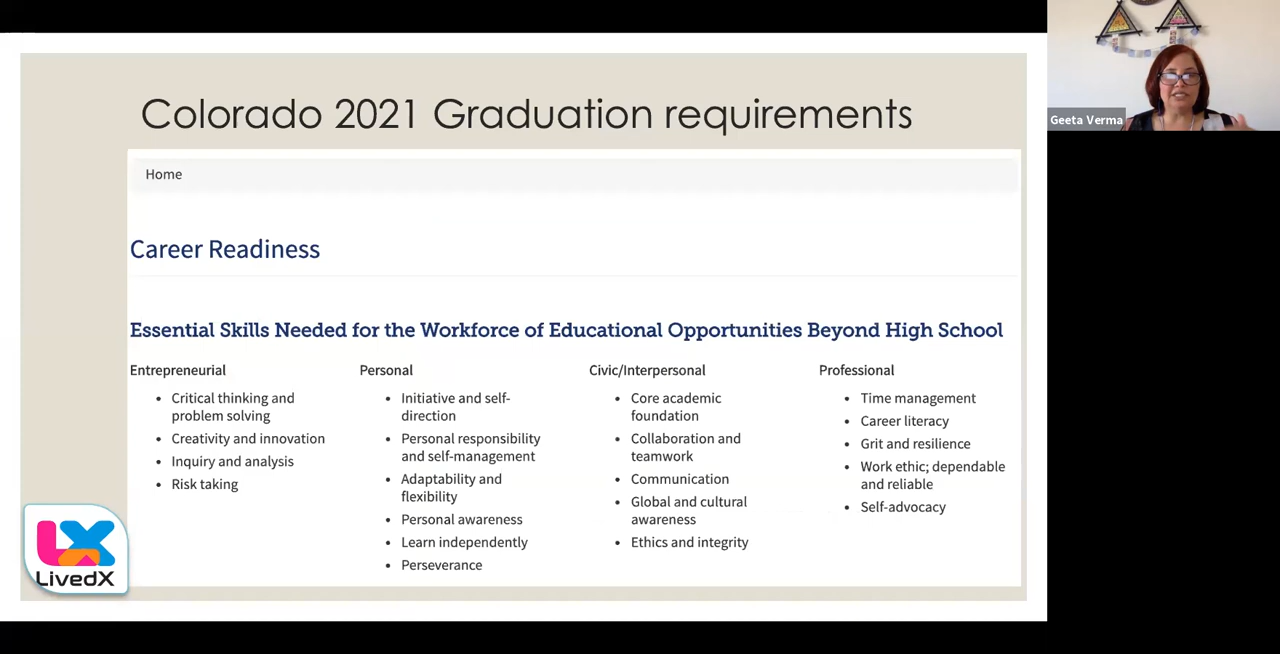 Colorado 2021 Graduation requirements
Home
Career Readiness
Essential Skills Needed for the Workforce of Educational Opportunities Beyond High School
Entrepreneurial
Critical thinking and
problem solving
Creativity and innovation
Inquiry and analysis
Risk taking
Personal
Initiative and self-
direction
Personal responsibility
and self-management
Adaptability and
flexibility
Personal awareness
Learn independently
Perseverance
Civic/Interpersonal
Core academic
foundation
Collaboration and
teamwork
Communication
Global and cultural
awareness
Ethics and integrity
Professional
Time management
Career literacy
Grit and resilience
Work ethic; dependable
and reliable
Self-advocacy
LX
LivedX
Geeta Verma